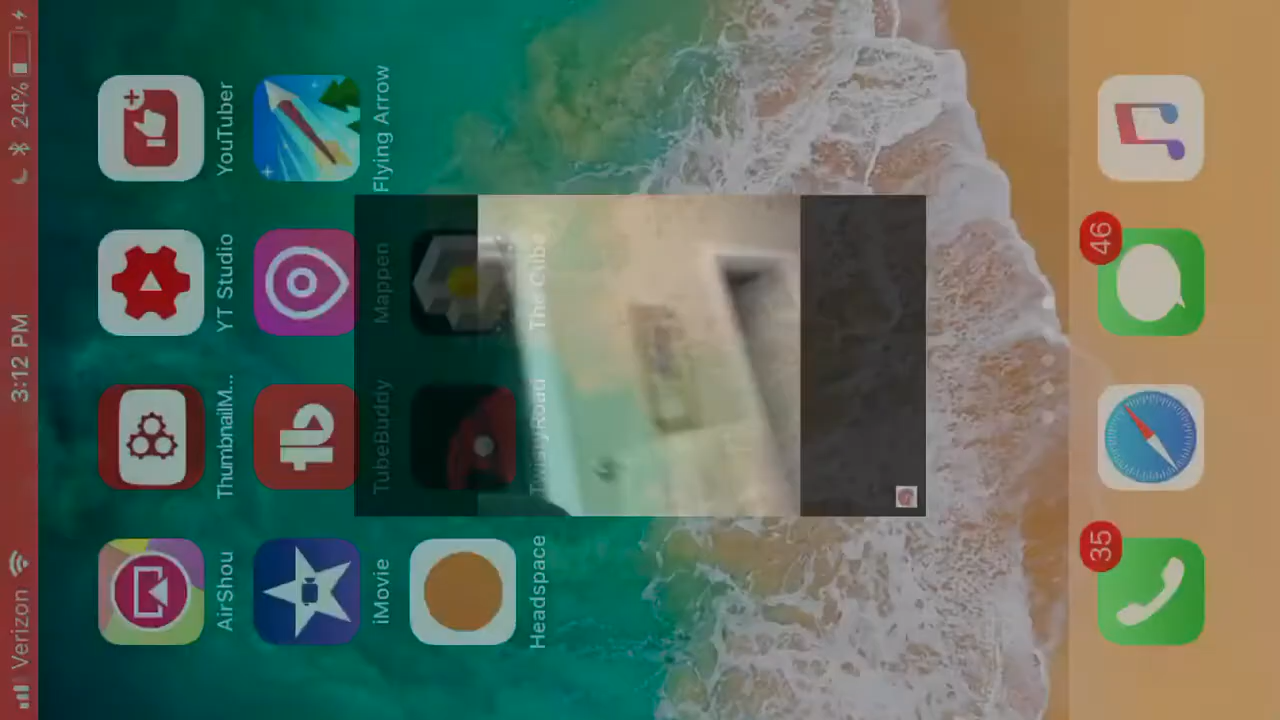 Verizon 3:12 PM 24%
AirShou ThumbnailM... YT Studio YouTuber
iMovie TubeBuddy Mappen Flying Arrow
Headspace TwistyRoad The Cube
35 46